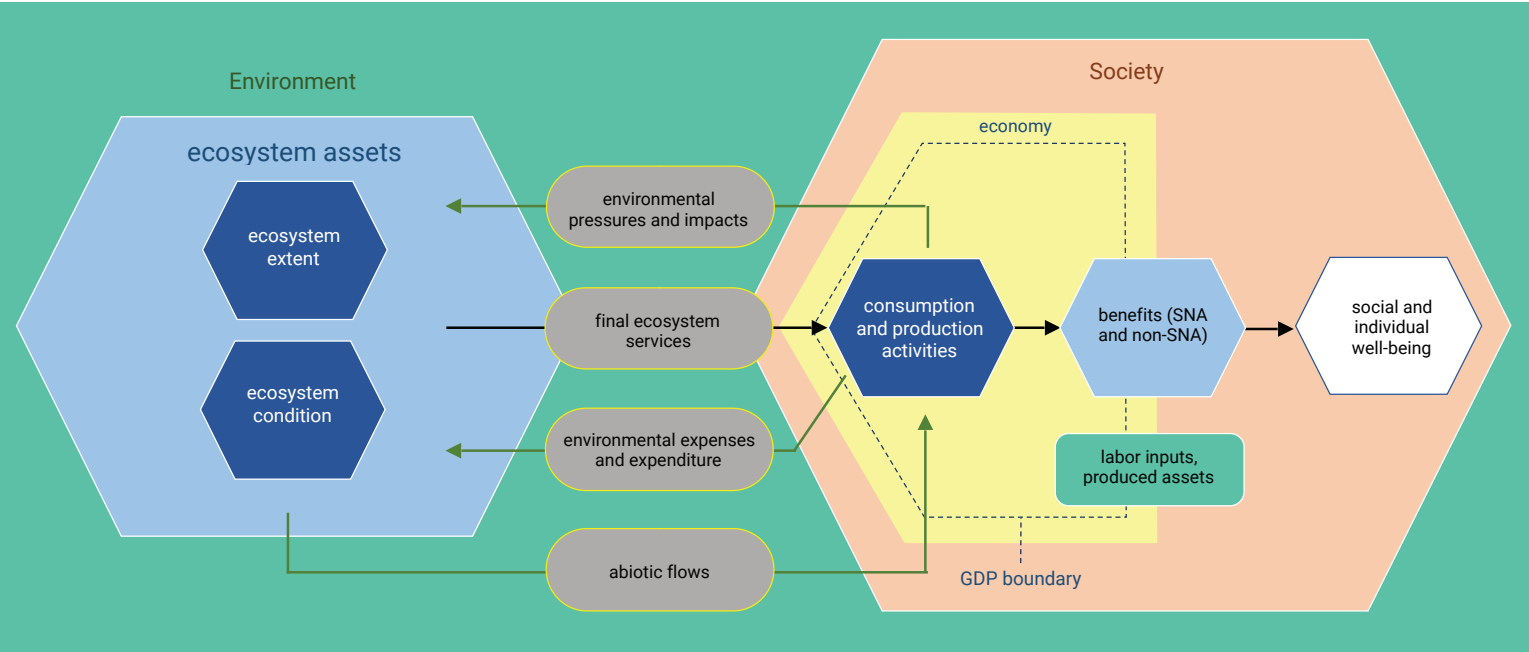 Environment
ecosystem assets
ecosystem
extent
ecosystem
condition
environmental
pressures and impacts
final ecosystem
services
environmental expenses
and expenditure
abiotic flows
Society
economy
consumption
and production
activities
benefits (SNA
and non-SNA)
social and
individual
well-being
labor inputs,
produced assets
GDP boundary